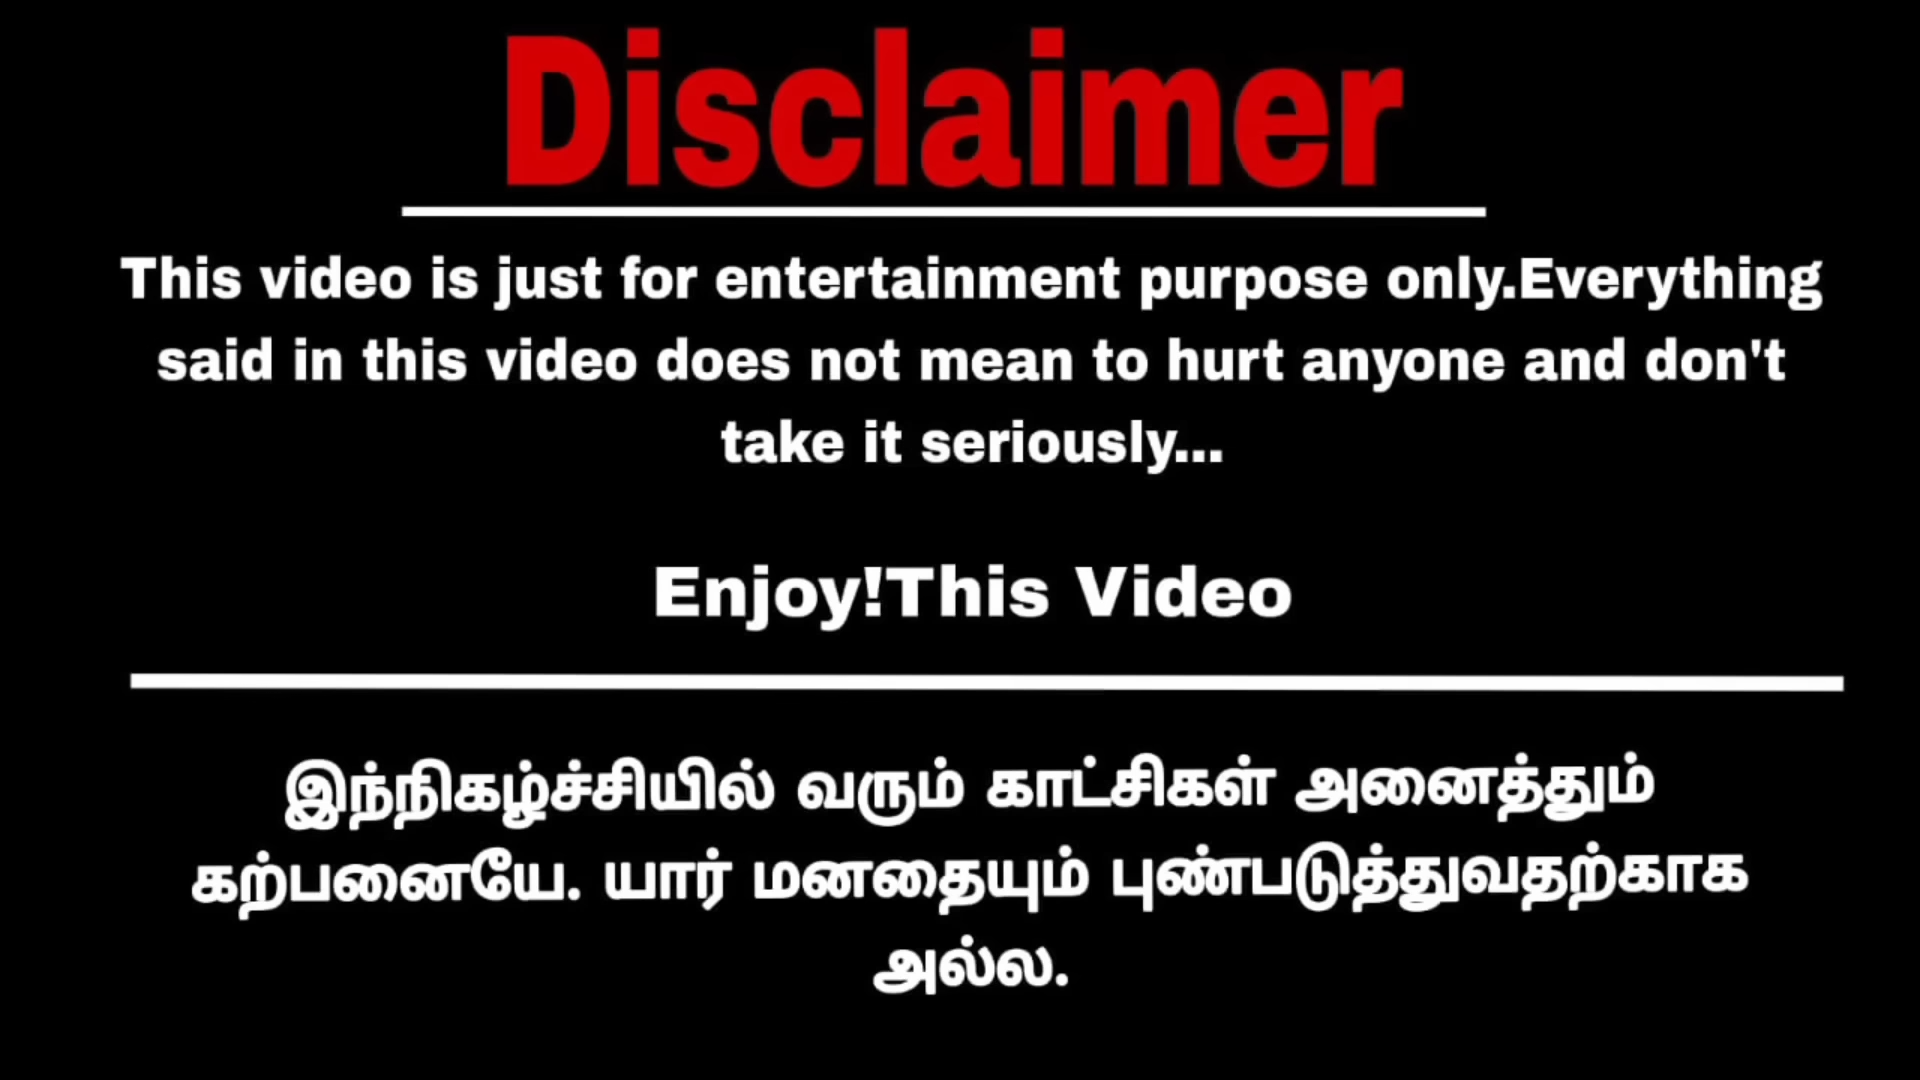 Disclaimer
This video is just for entertainment purpose only.Everything
said in this video does not mean to hurt anyone and don't
take it seriously...
Enjoy!This Video
இந்நிகழ்ச்சியில் வரும் காட்சிகள் அனைத்தும்
கற்பனையே. யார் மனதையும் புண்படுத்துவதற்காக
அல்ல.